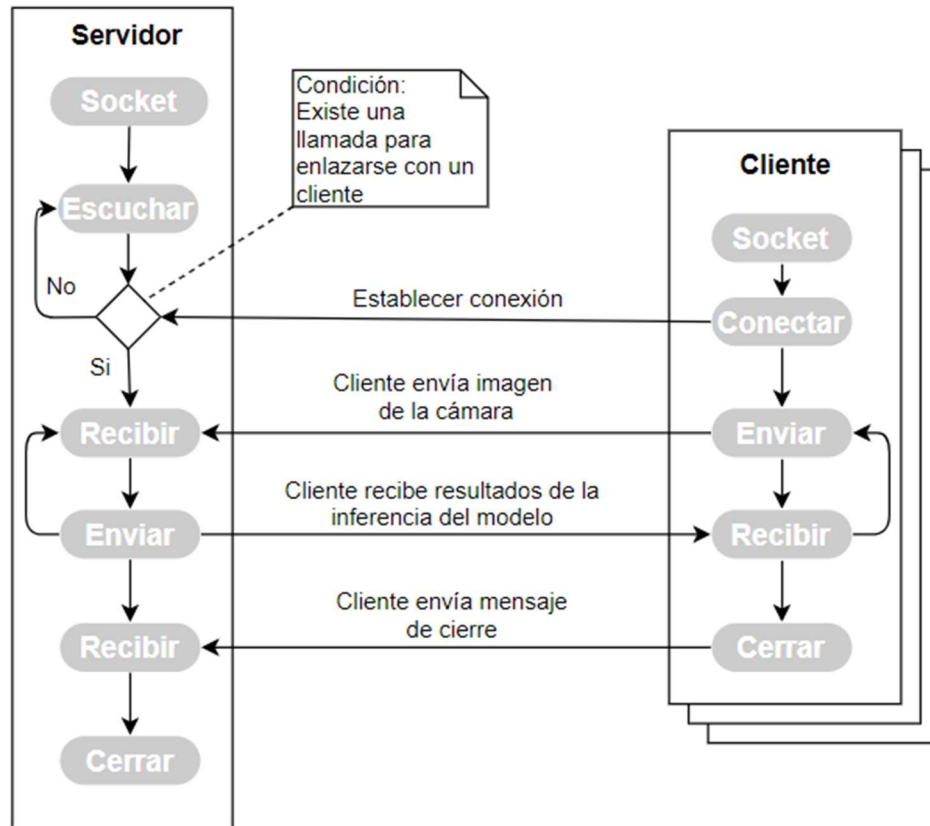 Servidor
Socket
Escuchar
No
Si
Recibir
Enviar
Recibir
Cerrar
Condición:
Existe una
llamada para
enlazarse con un
cliente
Establecer conexión
Cliente envía imagen
de la cámara
Cliente recibe resultados de la
inferencia del modelo
Cliente envía mensaje
de cierre
Cliente
Socket
Conectar
Enviar
Recibir
Cerrar